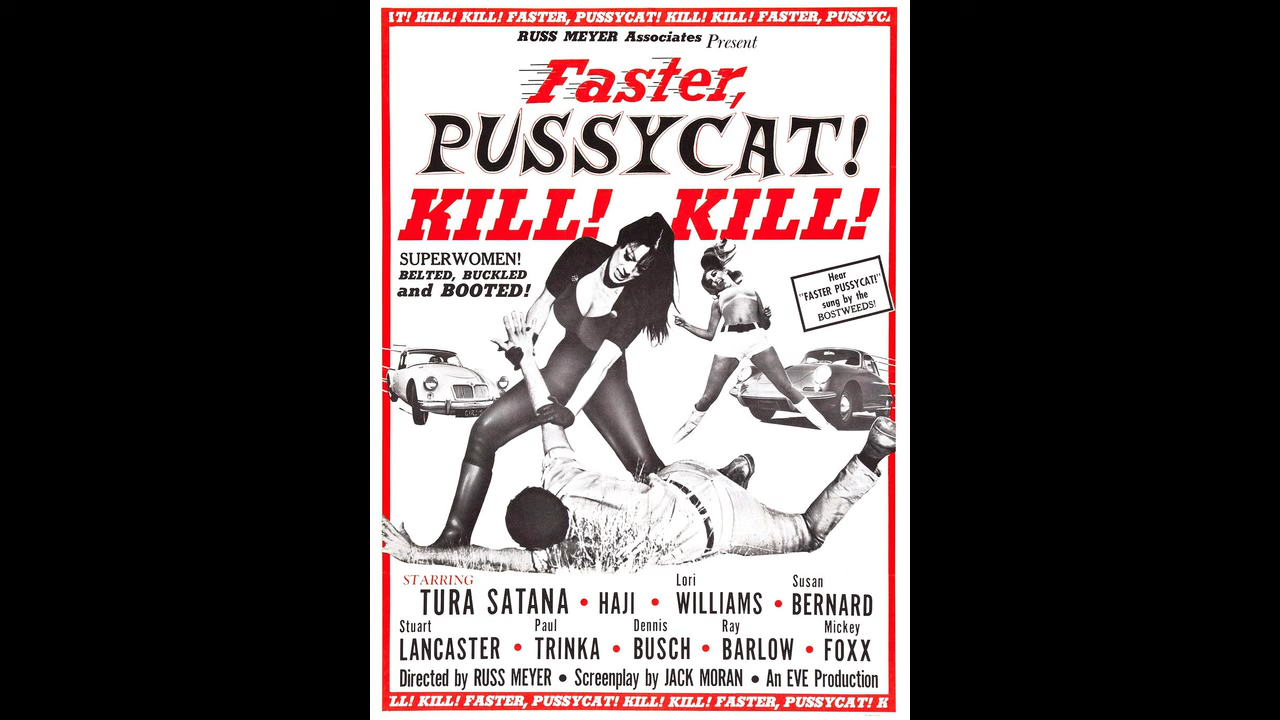 AT! KILL! KILL! FASTER, PUSSYCAT! KILL! KILL! FASTER, PUSSYCA
RUSS MEYER Associates Present
Faster,
PUSSYCAT!
KILL! KILL!
SUPERWOMEN!
BELTED, BUCKLED
and BOOTED!
Hear
"FASTER PUSSYCAT!"
sung by the
BOSTWEEDS!
STARRING
TURA SATANA • HAJI • Lori WILLIAMS • Susan BERNARD
Stuart LANCASTER • Paul TRINKA • Dennis BUSCH • Ray BARLOW • Mickey FOXX
Directed by RUSS MEYER • Screenplay by JACK MORAN • An EVE Production
LL! KILL! FASTER, PUSSYCAT! KILL! KILL! FASTER, PUSSYCAT! K